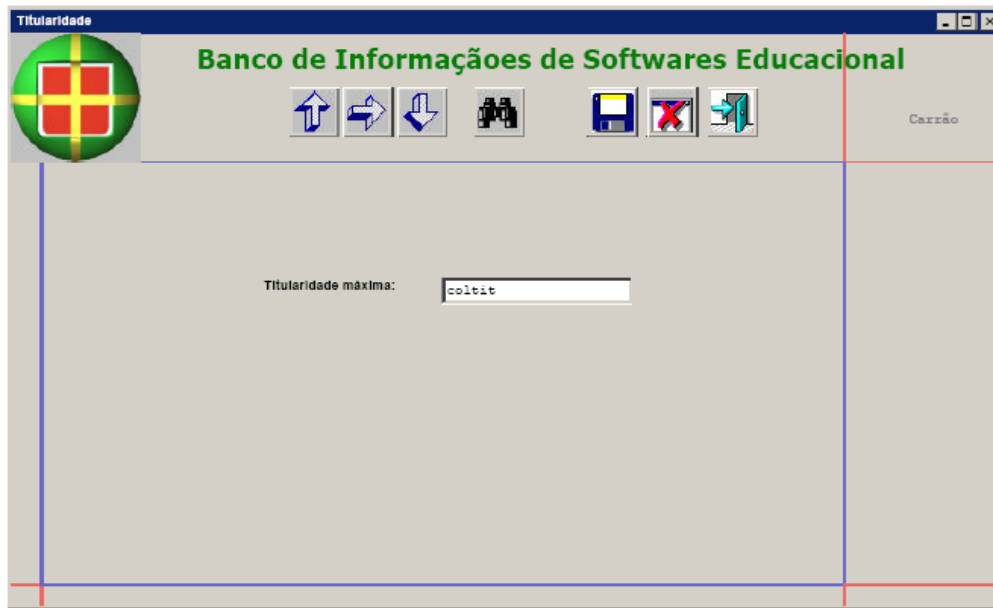 Titularidade
Banco de Informaçãoes de Softwares Educacional
Carrão
Titularidade máxima:
coltit